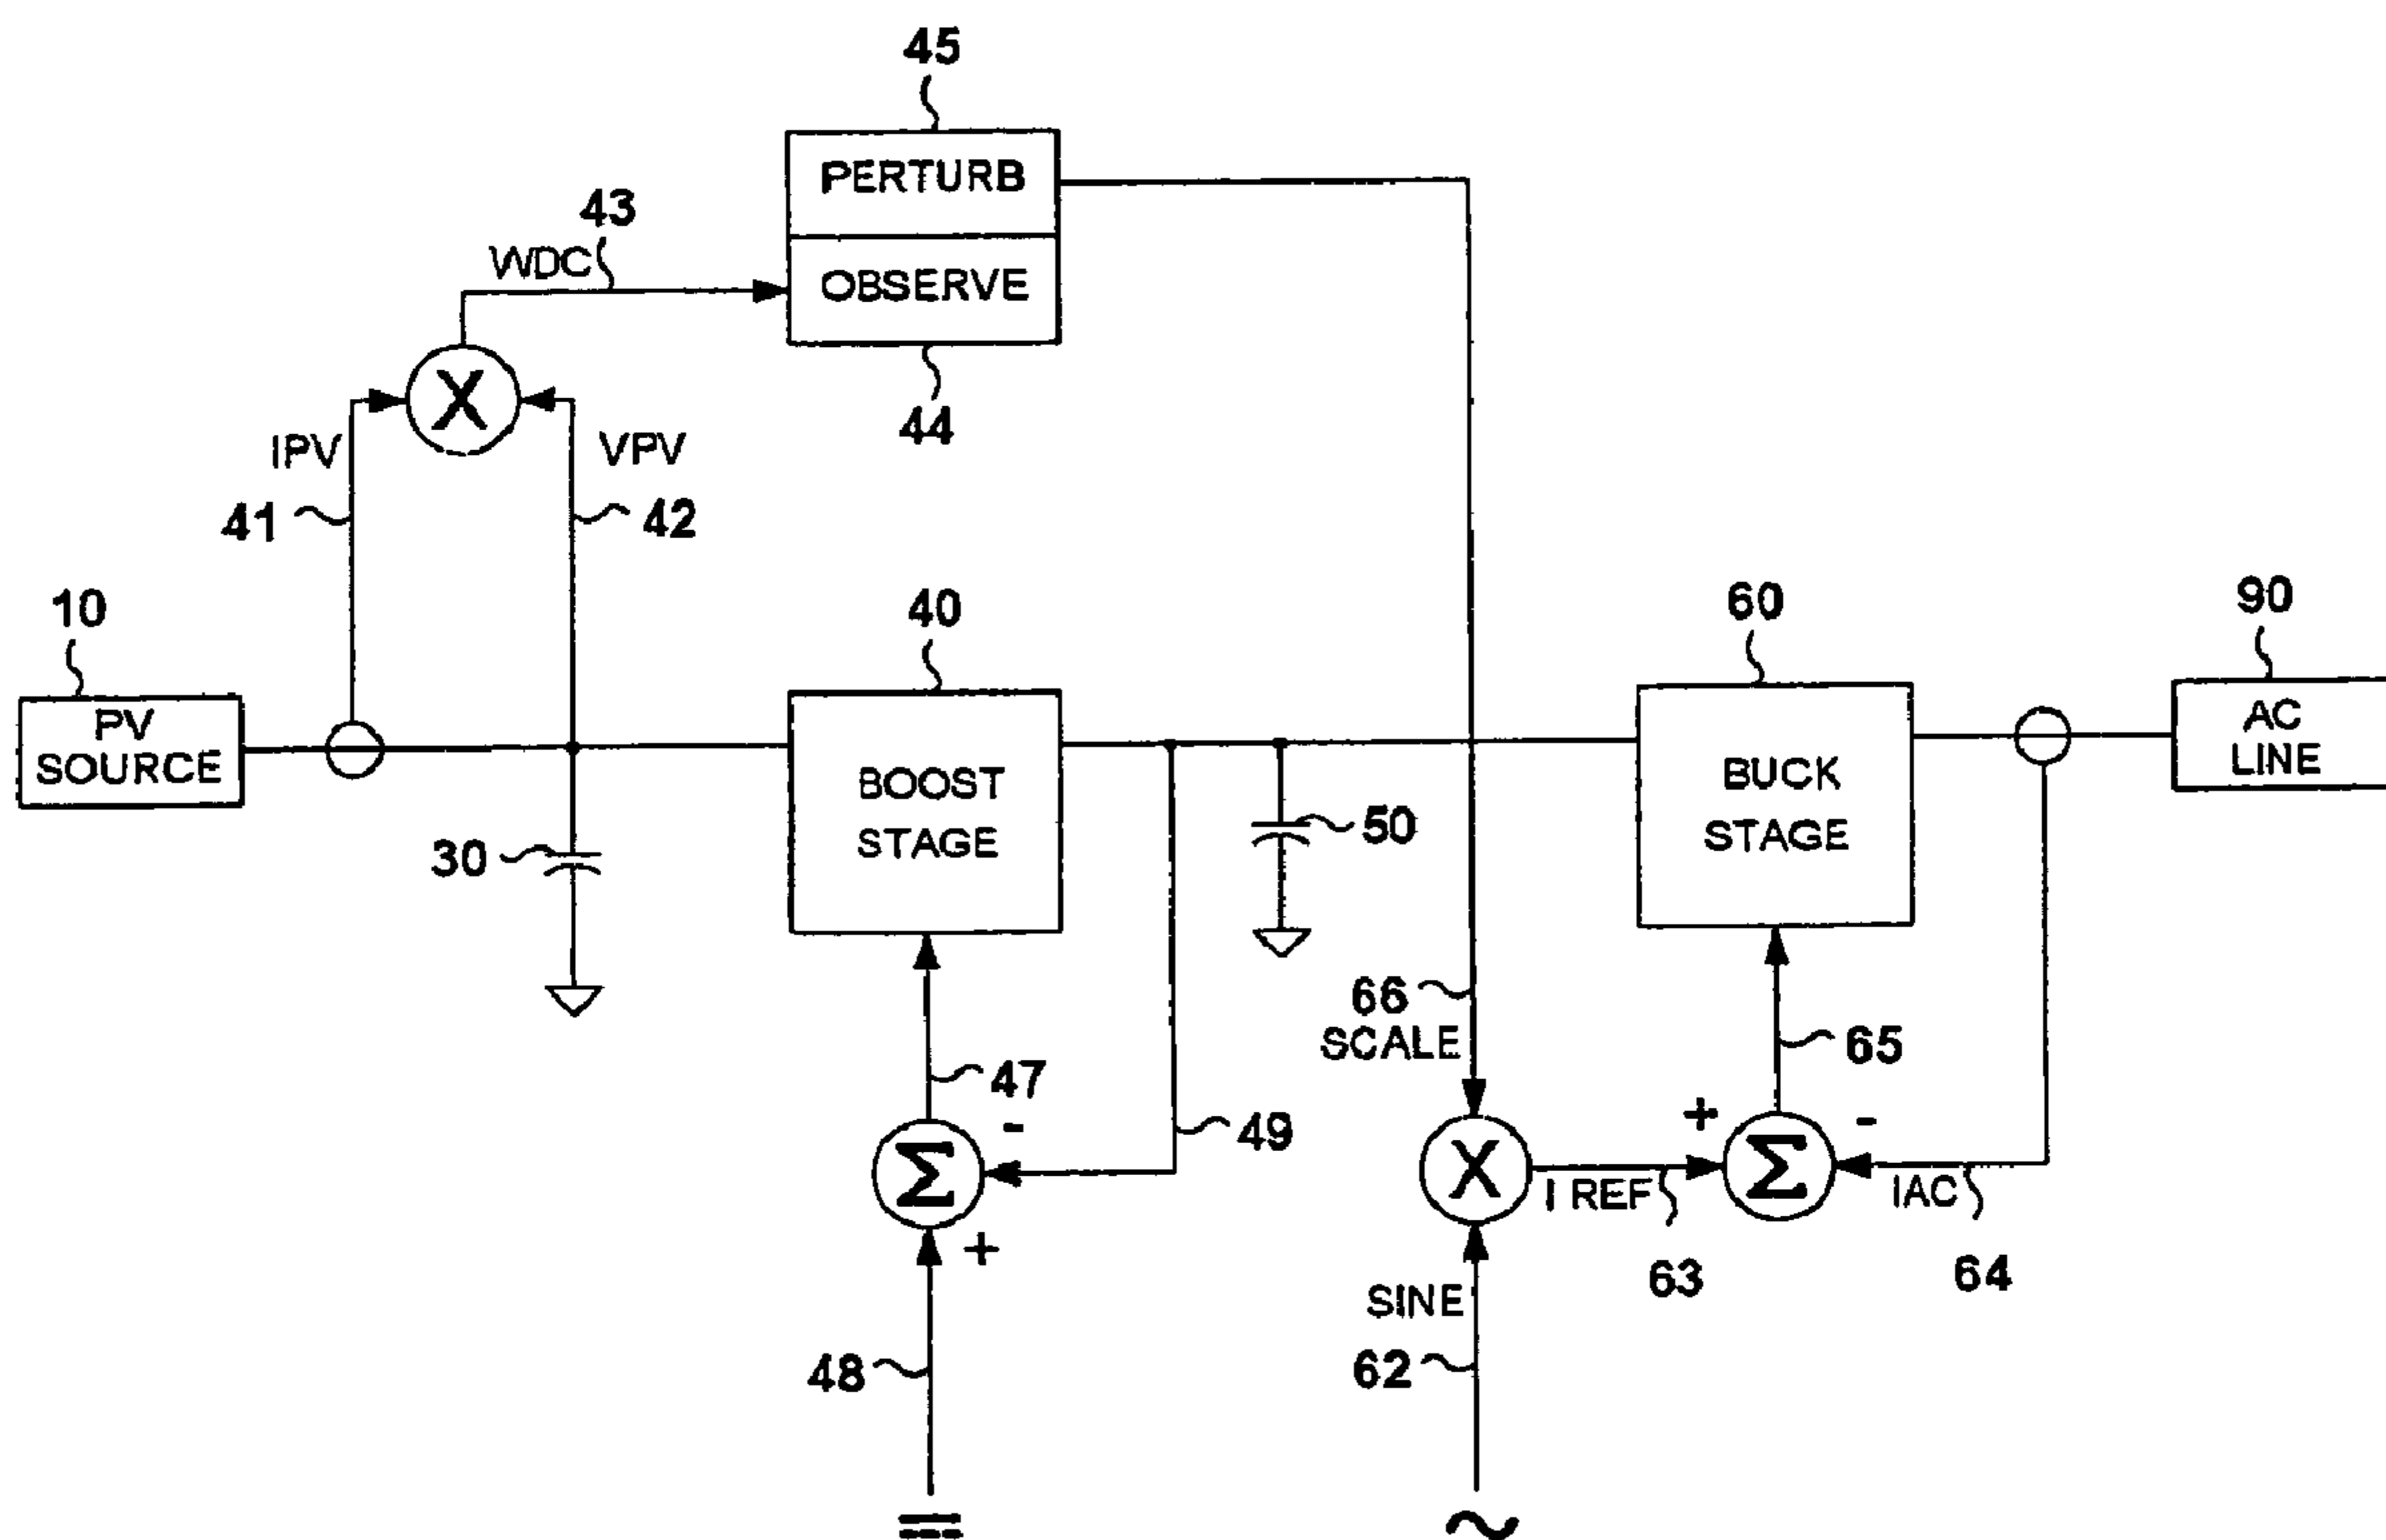 45
PERTURB
43
WDC
OBSERVE
X
44
IPV
VPV
41
42
10
40
60
90
PV
SOURCE
BOOST
STAGE
BUCK
STAGE
AC
LINE
30
50
66
SCALE
65
47
49
+
-
-
Σ
X
I REF
Σ
IAC
+
63
64
SINE
48
62